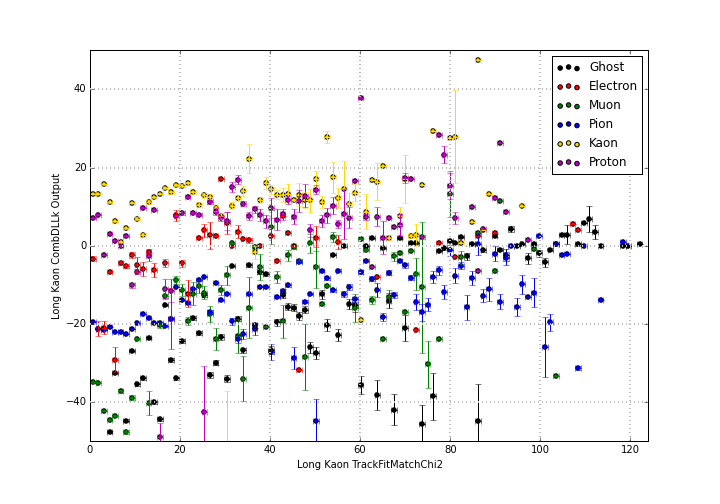 Long Kaon CombDLLk Output
40
20
0
−20
−40
0 20 40 60 80 100 120
Long Kaon TrackFitMatchChi2
Ghost
Electron
Muon
Pion
Kaon
Proton